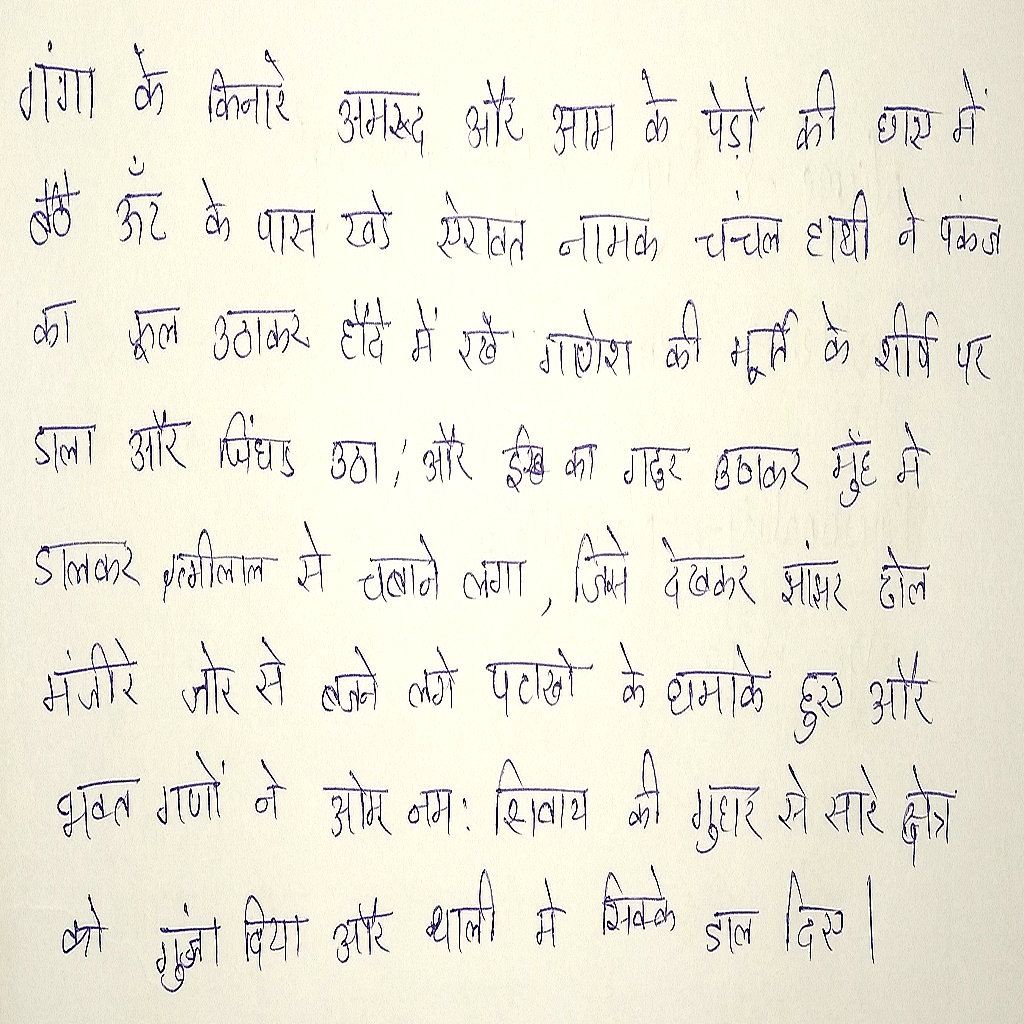 गंगा के किनारे अमरूद और आम के पेड़ो की छाए में
बैठे ऊँट के पास खडे ऐरावत नामक चंचल हाथी ने पंकज
का फूल उठाकर हौदे में रखे गणेश की मूर्ति के शीर्ष पर
डाला और चिंघाड उठा, और ईख का गट्ठर उठाकर मुँह मे
डालकर से चबाने लगा, जिसे देखकर झांझर ढोल
मंजीरे जोर से बजने लगे पटाखो के धमाके हुए और
भक्त गणों ने ओम नम: शिवाय की गुहार से सारे क्षेत्र
को गुंजा दिया और थाली मे सिक्के डाल दिए।